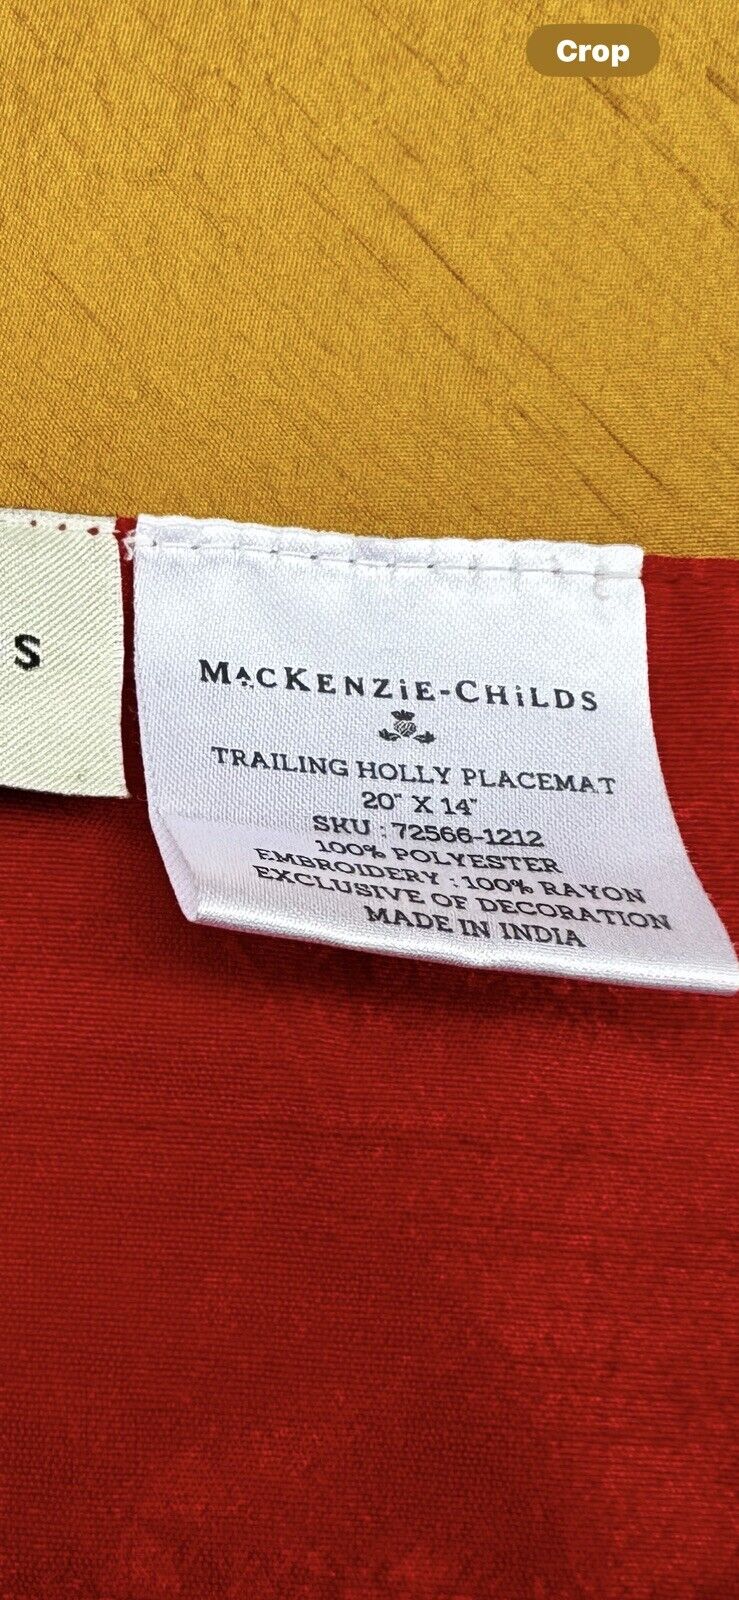 Crop
S
MACKENZiE-CHiLDS
TRAILING HOLLY PLACEMAT
20" X 14"
SKU : 72566-1212
100% POLYESTER
EMBROIDERY : 100% RAYON
EXCLUSIVE OF DECORATION
MADE IN INDIA